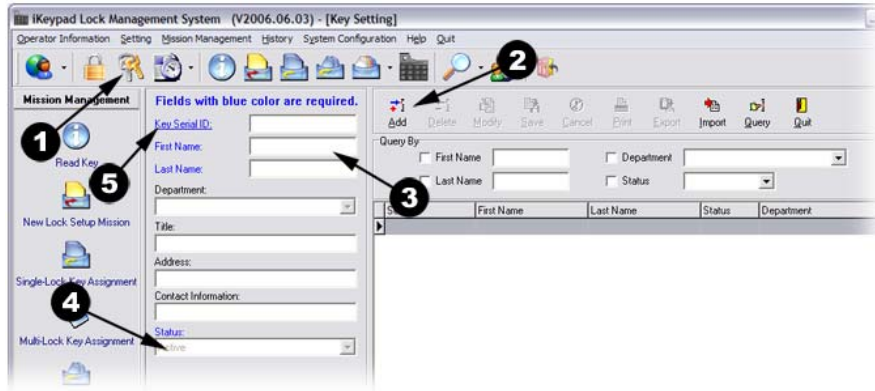 iKeypad Lock Management System (V2006.06.03) - [Key Setting]
Operator Information Setting Mission Management History System Configuration Help Quit
2
Mission Management
Fields with blue color are required.
1
Add Delete Modify Save Cancel Print Export Import Query Quit
Key Serial ID:
Query By
First Name:
First Name
Department
Read Key
5
3
Last Name:
Last Name
Status
Department:
First Name Last Name Status Department
New Lock Setup Mission
Title:
Address:
Single-Lock Key Assignment
Contact Information:
4
Status:
Multi-Lock Key Assignment